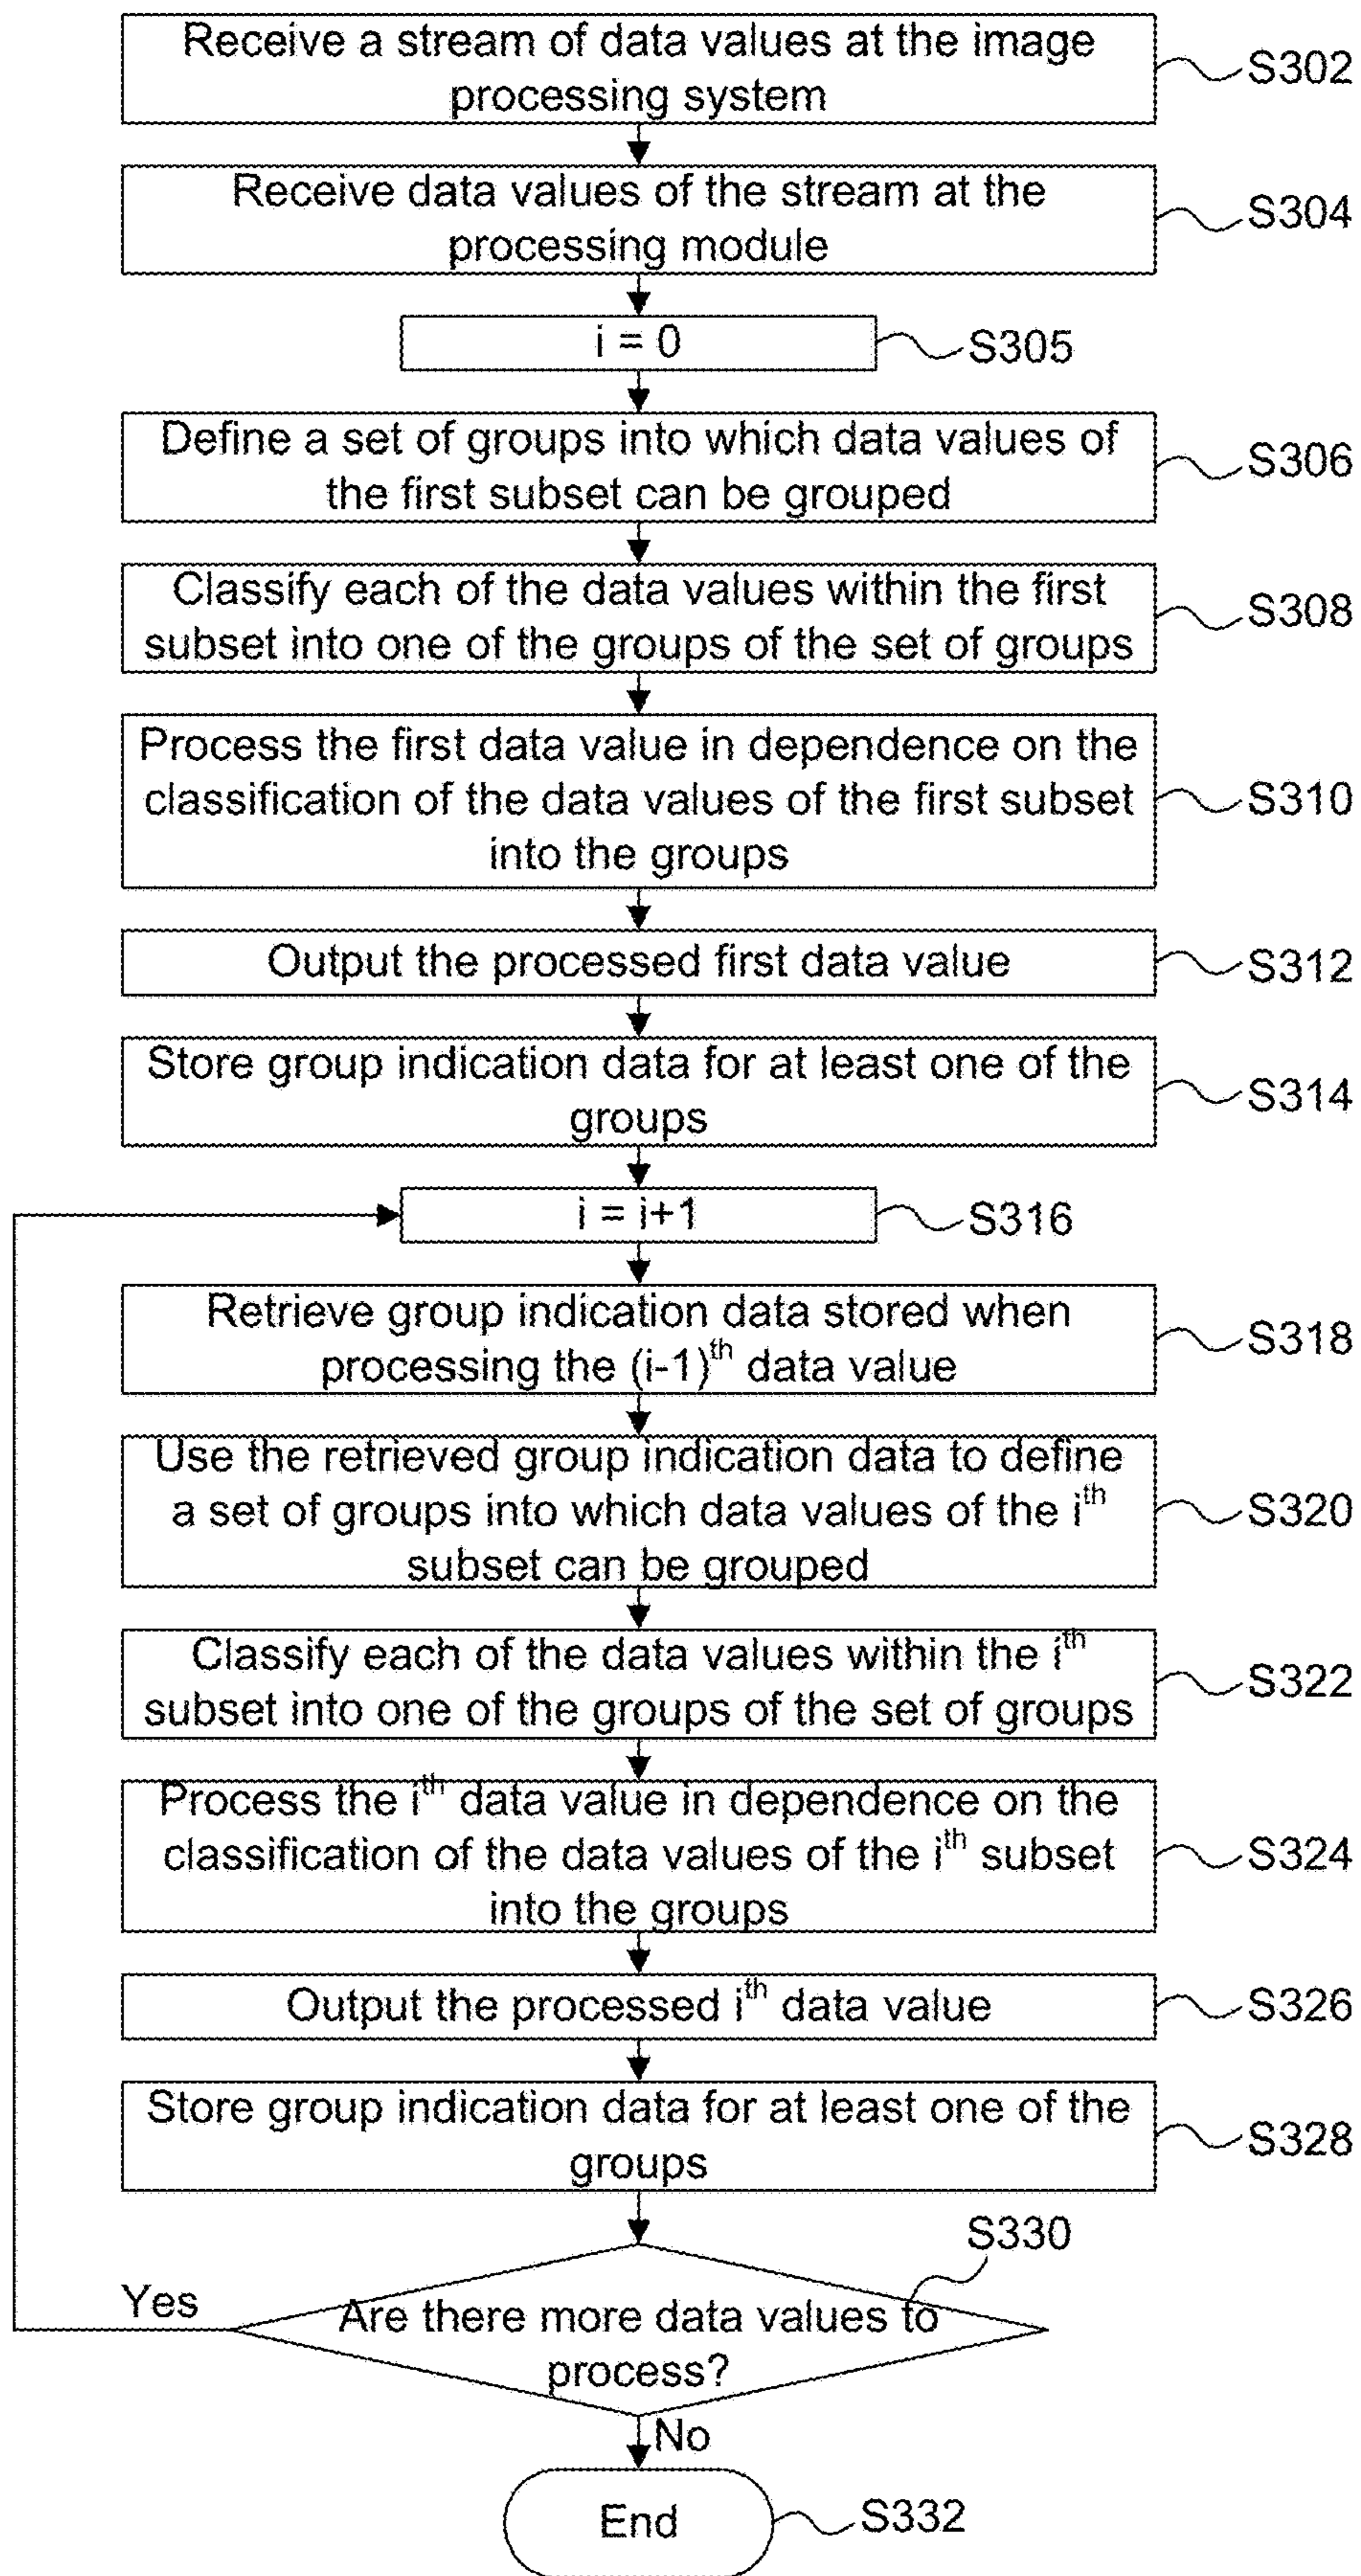 Receive a stream of data values at the image
processing system
S302
Receive data values of the stream at the
processing module
S304
i = 0
S305
Define a set of groups into which data values of
the first subset can be grouped
S306
Classify each of the data values within the first
subset into one of the groups of the set of groups
S308
Process the first data value in dependence on the
classification of the data values of the first subset
into the groups
S310
Output the processed first data value
S312
Store group indication data for at least one of the
groups
S314
i = i+1
S316
Retrieve group indication data stored when
processing the (i-1)th data value
S318
Use the retrieved group indication data to define
a set of groups into which data values of the ith
subset can be grouped
S320
Classify each of the data values within the ith
subset into one of the groups of the set of groups
S322
Process the ith data value in dependence on the
classification of the data values of the ith subset
into the groups
S324
Output the processed ith data value
S326
Store group indication data for at least one of the
groups
S328
S330
Yes
Are there more data values to
process?
No
End
S332